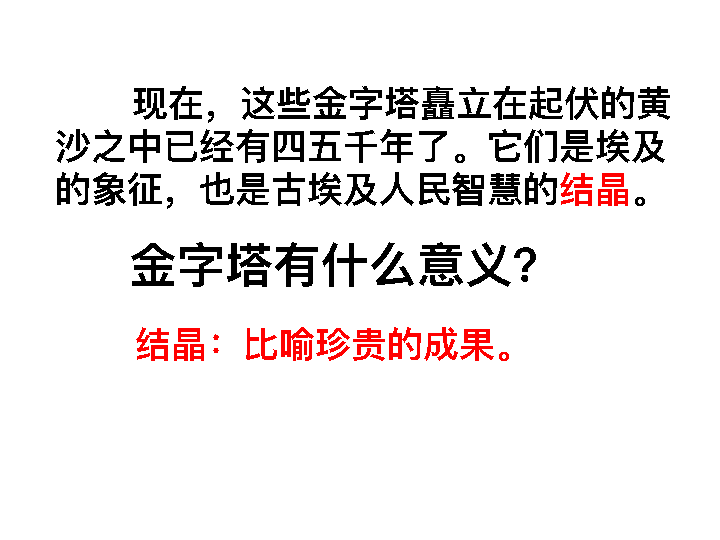 现在，这些金字塔矗立在起伏的黄
沙之中已经有四五千年了。它们是埃及
的象征，也是古埃及人民智慧的结晶。
金字塔有什么意义？
结晶：比喻珍贵的成果。